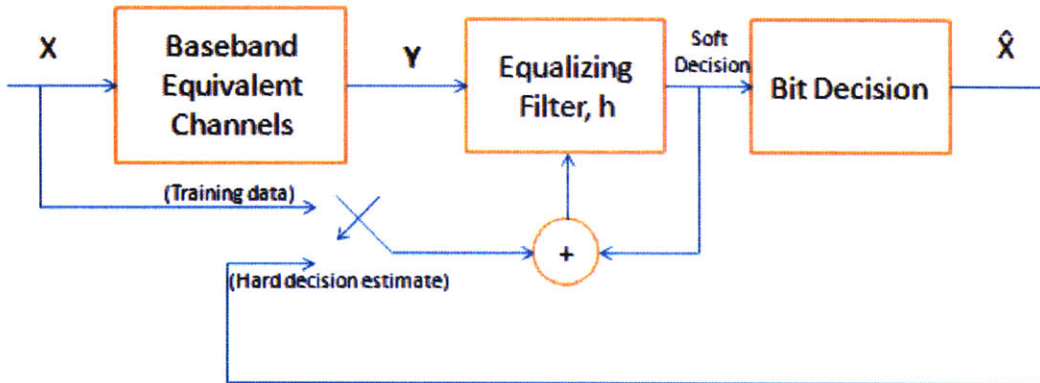 X
Baseband
Equivalent
Channels
Y
Equalizing
Filter, h
Soft
Decision
Bit Decision
X̂
(Training data)
+
(Hard decision estimate)